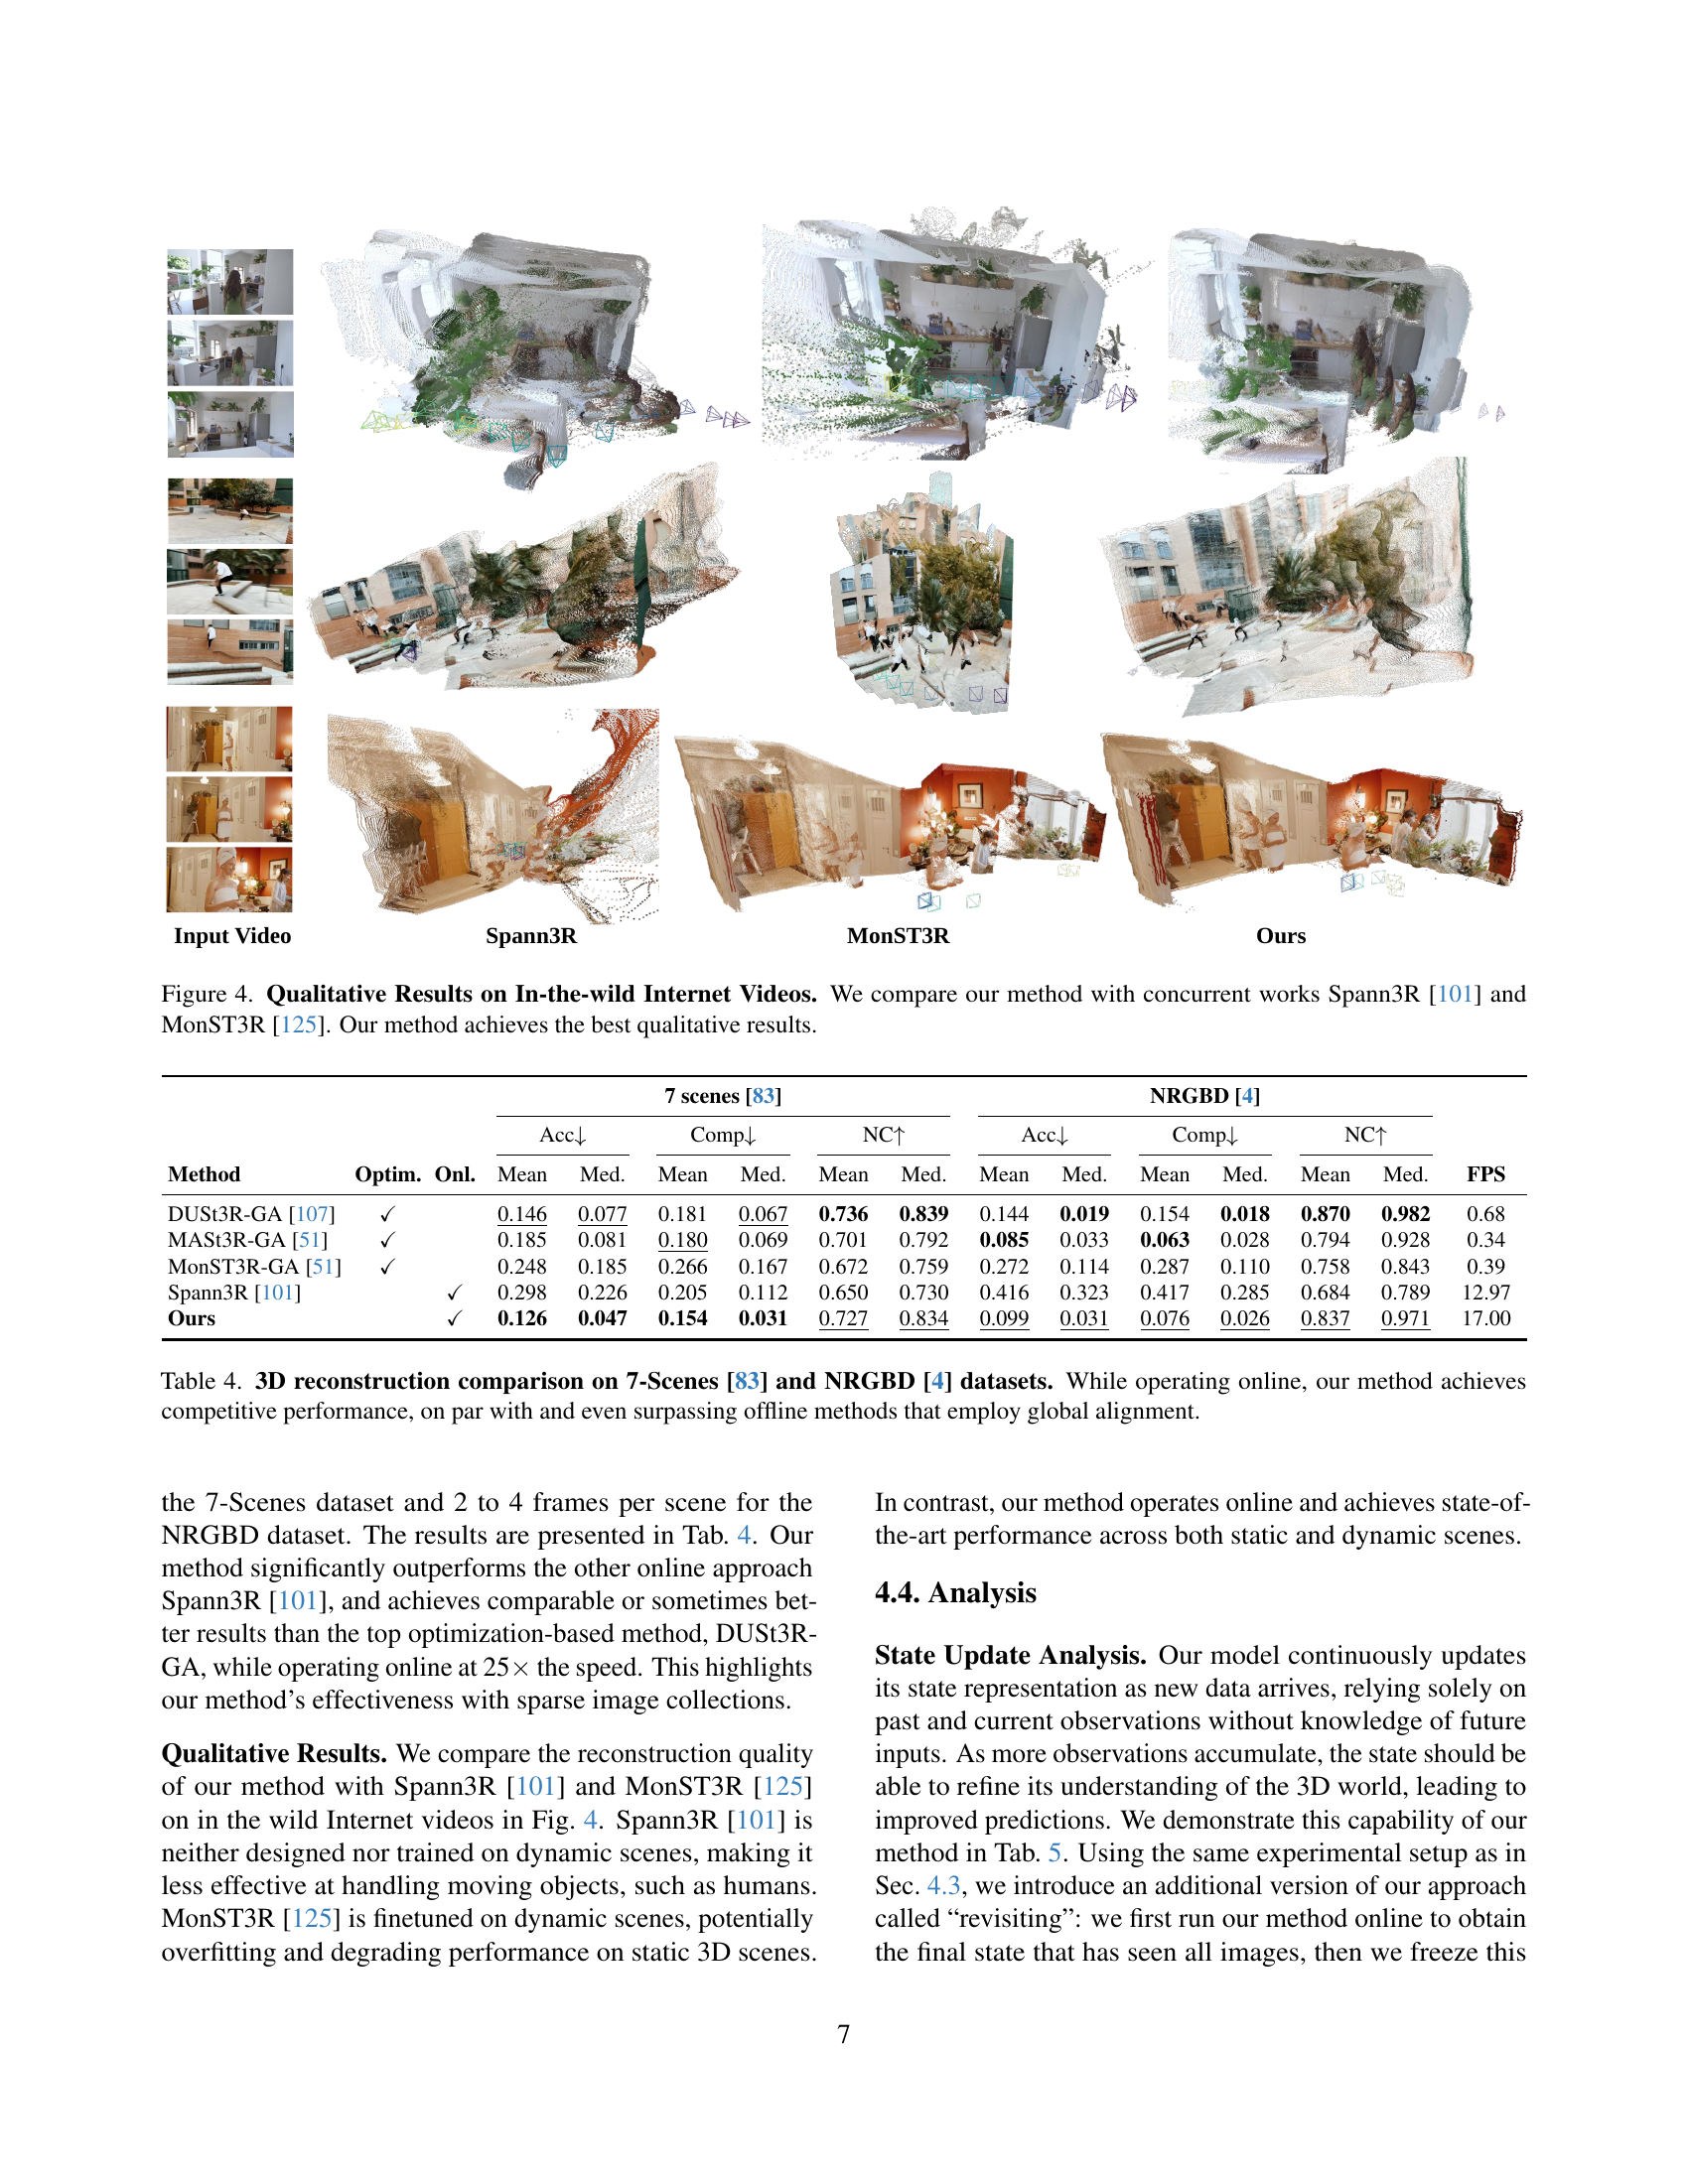 Input Video Spann3R MonST3R Ours
Figure 4. Qualitative Results on In-the-wild Internet Videos. We compare our method with concurrent works Spann3R [101] and
MonST3R [125]. Our method achieves the best qualitative results.
7 scenes [83] NRGBD [4]
Acc↓ Comp↓ NC↑ Acc↓ Comp↓ NC↑
Method Optim. Onl. Mean Med. Mean Med. Mean Med. Mean Med. Mean Med. Mean Med. FPS
DUSt3R-GA [107] ✓ 0.146 0.077 0.181 0.067 0.736 0.839 0.144 0.019 0.154 0.018 0.870 0.982 0.68
MASt3R-GA [51] ✓ 0.185 0.081 0.180 0.069 0.701 0.792 0.085 0.033 0.063 0.028 0.794 0.928 0.34
MonST3R-GA [51] ✓ 0.248 0.185 0.266 0.167 0.672 0.759 0.272 0.114 0.287 0.110 0.758 0.843 0.39
Spann3R [101] ✓ 0.298 0.226 0.205 0.112 0.650 0.730 0.416 0.323 0.417 0.285 0.684 0.789 12.97
Ours ✓ 0.126 0.047 0.154 0.031 0.727 0.834 0.099 0.031 0.076 0.026 0.837 0.971 17.00
Table 4. 3D reconstruction comparison on 7-Scenes [83] and NRGBD [4] datasets. While operating online, our method achieves
competitive performance, on par with and even surpassing offline methods that employ global alignment.
the 7-Scenes dataset and 2 to 4 frames per scene for the
NRGBD dataset. The results are presented in Tab. 4. Our
method significantly outperforms the other online approach
Spann3R [101], and achieves comparable or sometimes bet-
ter results than the top optimization-based method, DUSt3R-
GA, while operating online at 25× the speed. This highlights
our method's effectiveness with sparse image collections.
Qualitative Results. We compare the reconstruction quality
of our method with Spann3R [101] and MonST3R [125]
on in the wild Internet videos in Fig. 4. Spann3R [101] is
neither designed nor trained on dynamic scenes, making it
less effective at handling moving objects, such as humans.
MonST3R [125] is finetuned on dynamic scenes, potentially
overfitting and degrading performance on static 3D scenes.
In contrast, our method operates online and achieves state-of-
the-art performance across both static and dynamic scenes.
4.4. Analysis
State Update Analysis. Our model continuously updates
its state representation as new data arrives, relying solely on
past and current observations without knowledge of future
inputs. As more observations accumulate, the state should be
able to refine its understanding of the 3D world, leading to
improved predictions. We demonstrate this capability of our
method in Tab. 5. Using the same experimental setup as in
Sec. 4.3, we introduce an additional version of our approach
called “revisiting”: we first run our method online to obtain
the final state that has seen all images, then we freeze this
7